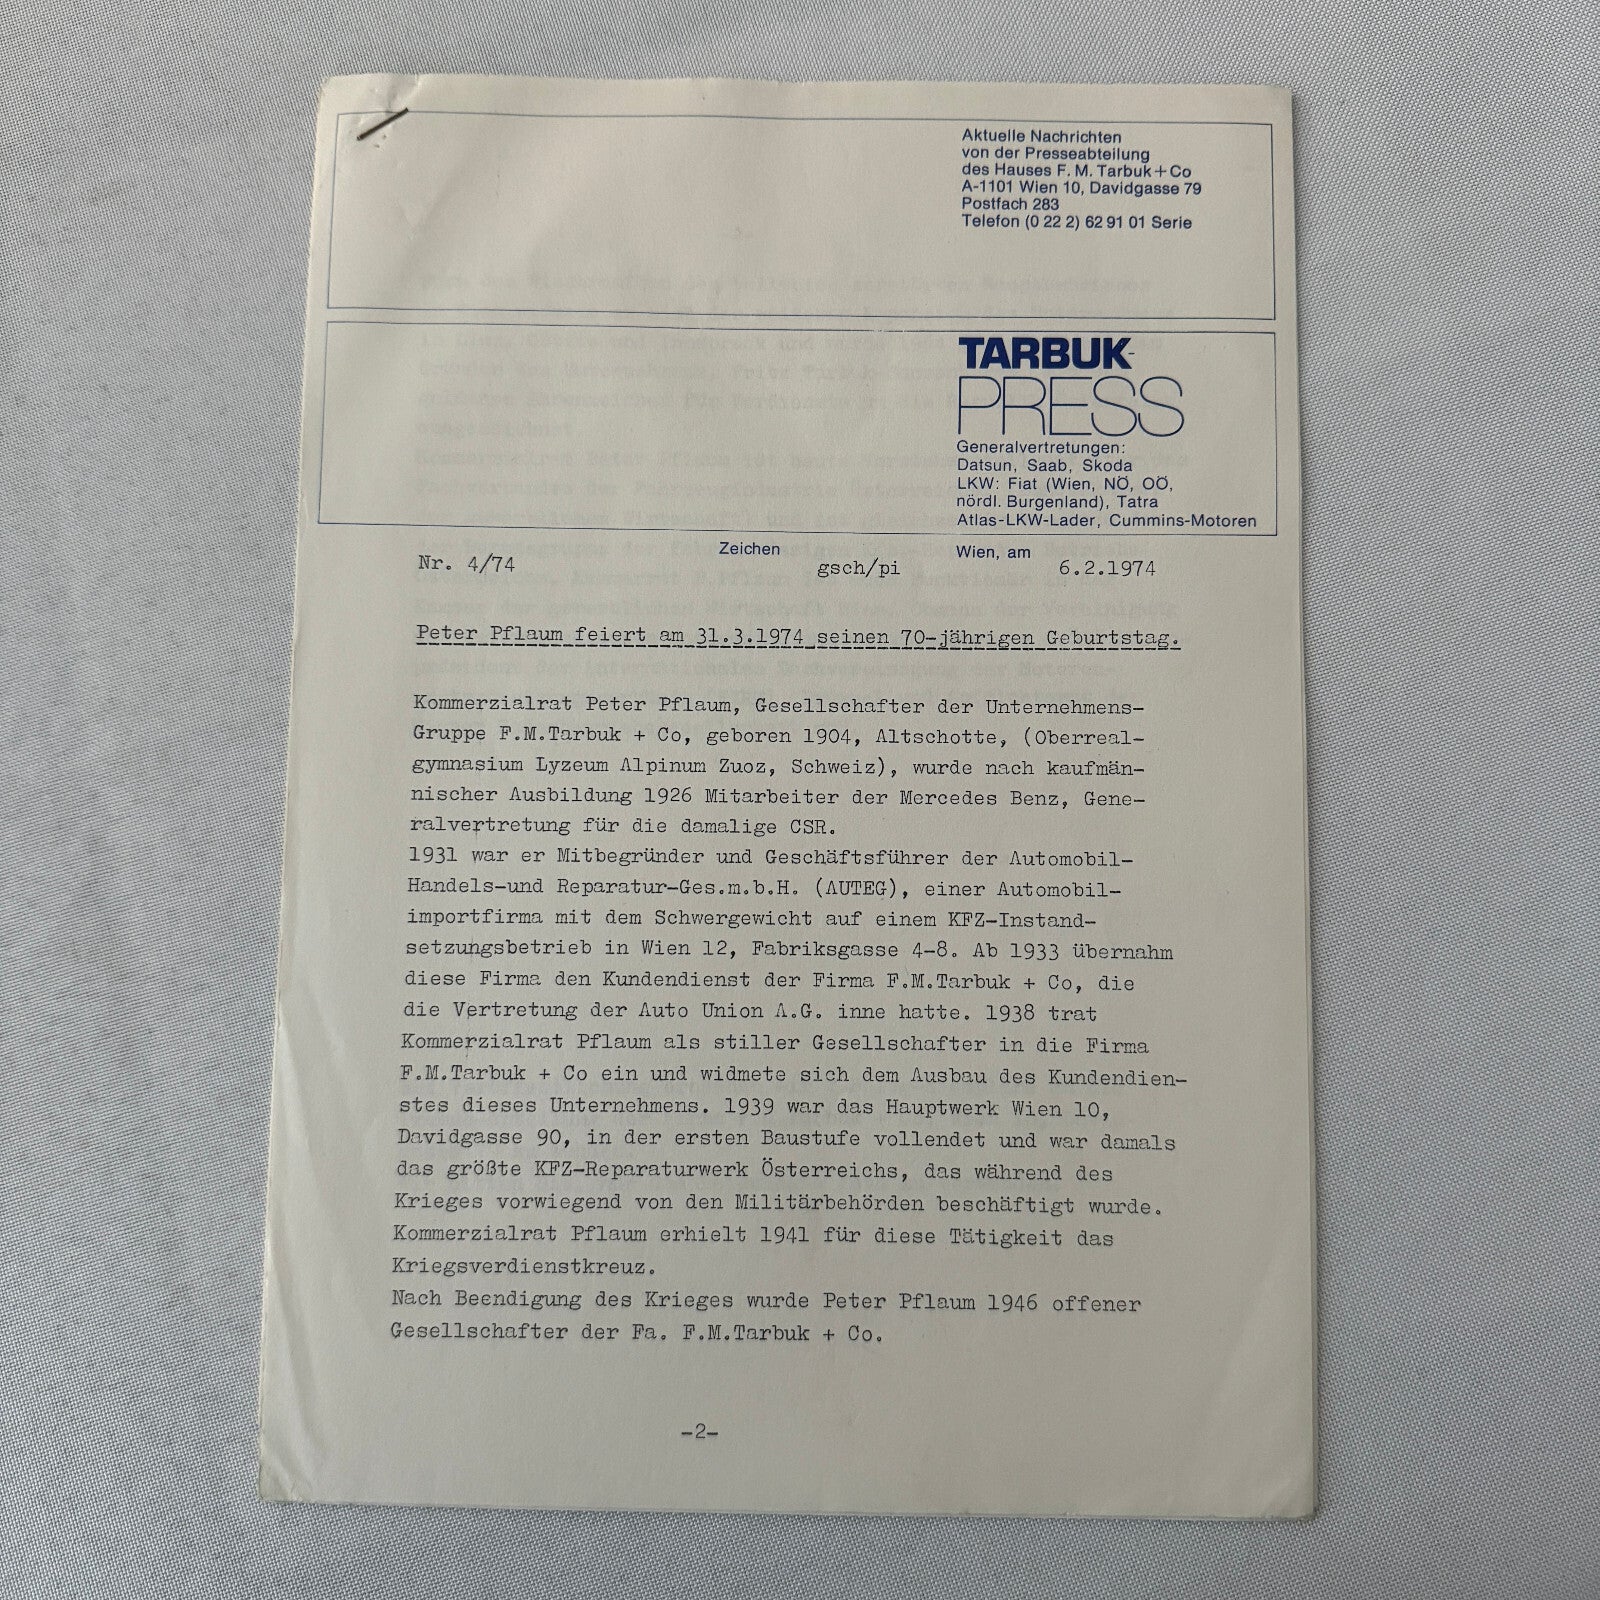 Aktuelle Nachrichten
von der Presseabteilung
des Hauses F. M. Tarbuk+Co
A-1101 Wien 10, Davidgasse 79
Postfach 283
Telefon (0 22 2) 62 91 01 Serie
TARBUK-
PRESS
Generalvertretungen:
Datsun, Saab, Skoda
LKW: Fiat (Wien, NÖ, OÖ,
nördl. Burgenland), Tatra
Atlas-LKW-Lader, Cummins-Motoren
Nr. 4/74 Zeichen gsch/pi Wien, am 6.2.1974
Peter Pflaum feiert am 31.3.1974 seinen 70-jährigen Geburtstag.
Kommerzialrat Peter Pflaum, Gesellschafter der Unternehmens-
Gruppe F.M.Tarbuk + Co, geboren 1904, Altschotte, (Oberreal-
gymnasium Lyzeum Alpinum Zuoz, Schweiz), wurde nach kaufmän-
nischer Ausbildung 1926 Mitarbeiter der Mercedes Benz, Gene-
ralvertretung für die damalige CSR.
1931 war er Mitbegründer und Geschäftsführer der Automobil-
Handels-und Reparatur-Ges.m.b.H. (AUTEG), einer Automobil-
importfirma mit dem Schwergewicht auf einem KFZ-Instand-
setzungsbetrieb in Wien 12, Fabriksgasse 4-8. Ab 1933 übernahm
diese Firma den Kundendienst der Firma F.M.Tarbuk + Co, die
die Vertretung der Auto Union A.G. inne hatte. 1938 trat
Kommerzialrat Pflaum als stiller Gesellschafter in die Firma
F.M.Tarbuk + Co ein und widmete sich dem Ausbau des Kundendien-
stes dieses Unternehmens. 1939 war das Hauptwerk Wien 10,
Davidgasse 90, in der ersten Baustufe vollendet und war damals
das größte KFZ-Reparaturwerk Österreichs, das während des
Krieges vorwiegend von den Militärbehörden beschäftigt wurde.
Kommerzialrat Pflaum erhielt 1941 für diese Tätigkeit das
Kriegsverdienstkreuz.
Nach Beendigung des Krieges wurde Peter Pflaum 1946 offener
Gesellschafter der Fa. F.M.Tarbuk + Co.
-2-